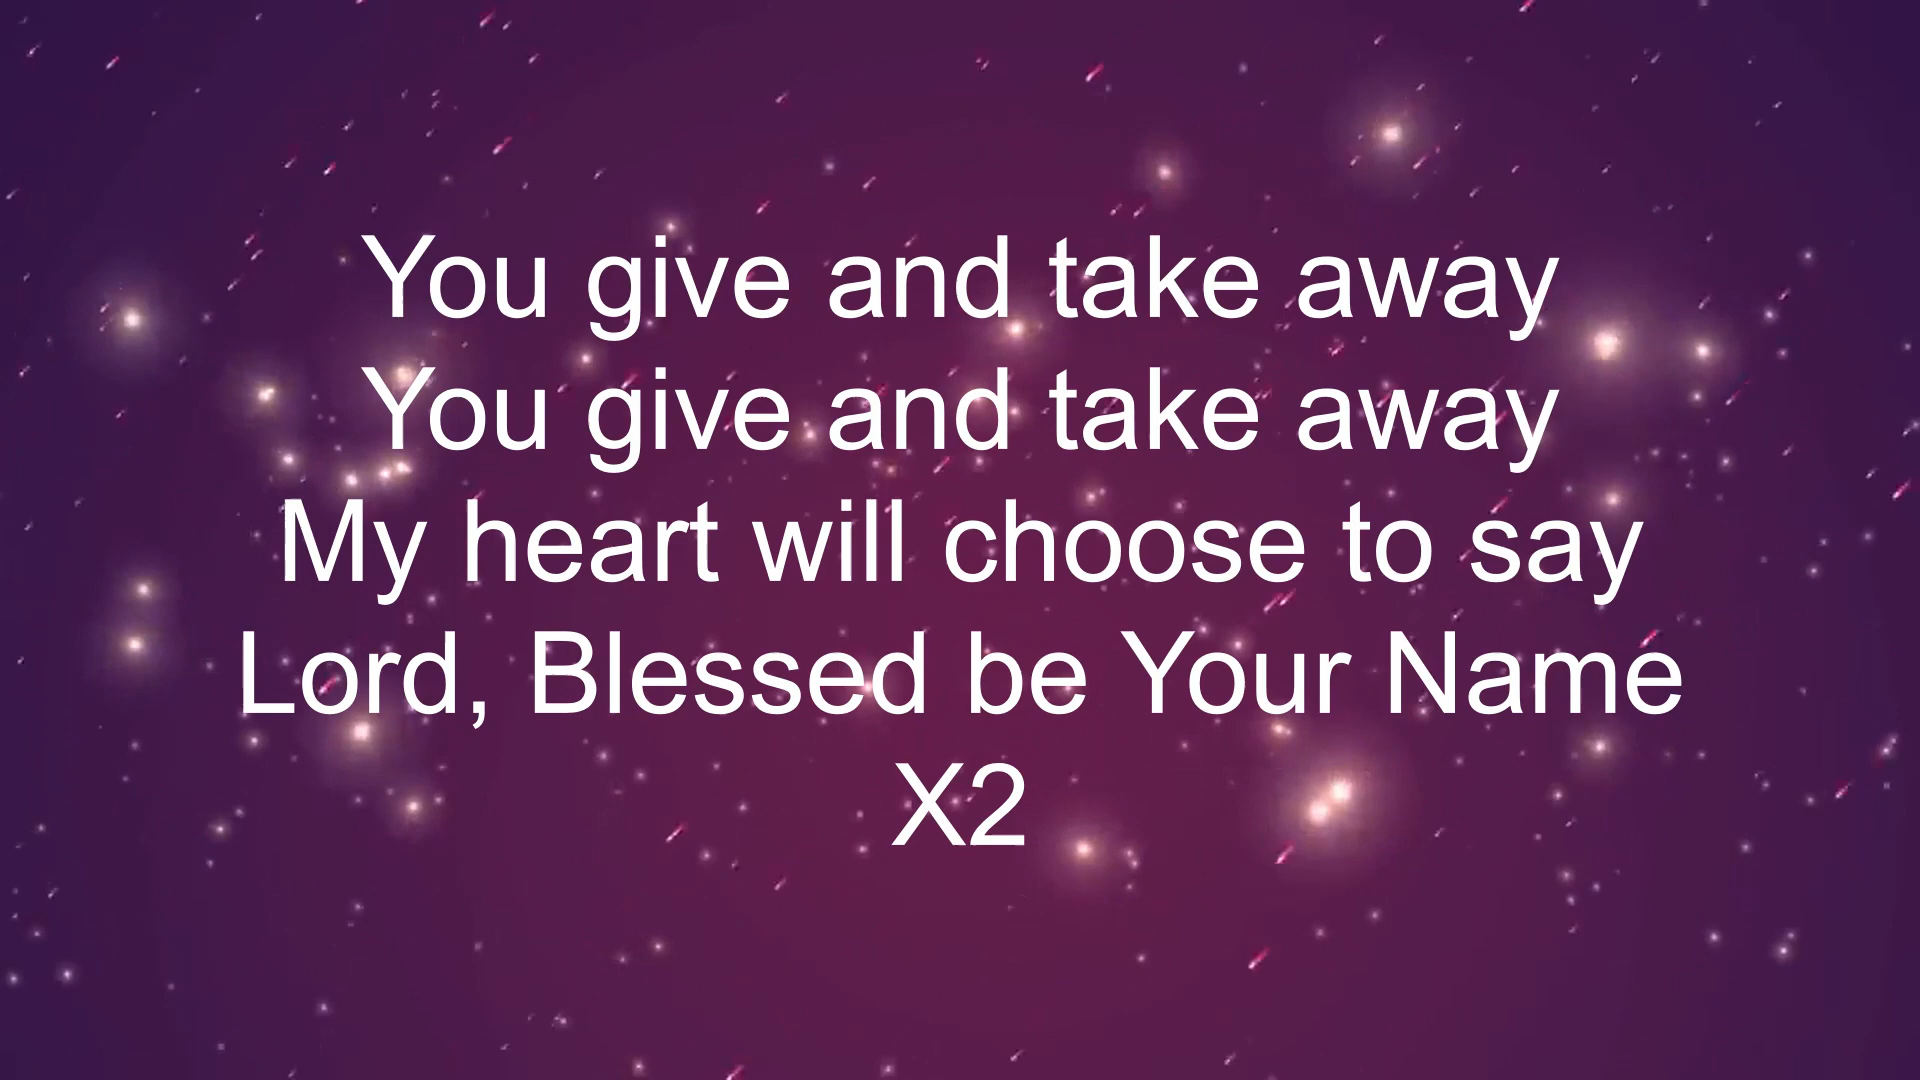 You give and take away
You give and take away
My heart will choose to say
Lord, Blessed be Your Name
X2